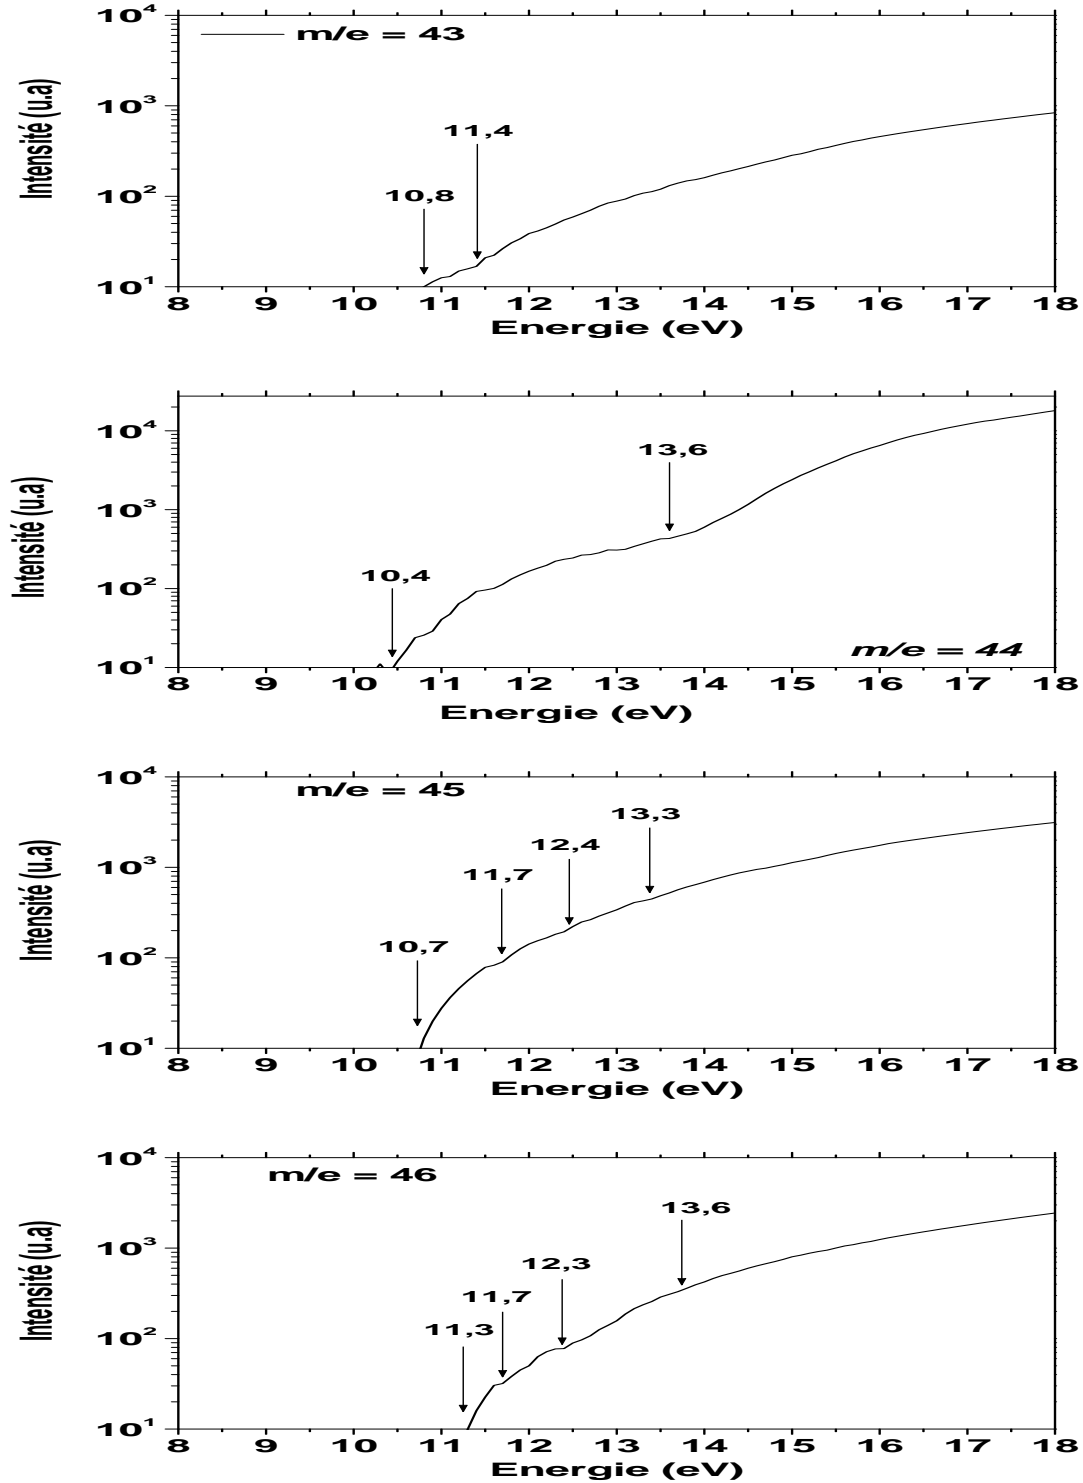 10⁴
m/e = 43
10³
11,4
10²
10,8
10¹
Intensité (u.a)
8 9 10 11 12 13 14 15 16 17 18
Energie (eV)
10⁴
13,6
10³
10,4
10²
10¹
Intensité (u.a)
m/e = 44
8 9 10 11 12 13 14 15 16 17 18
Energie (eV)
10⁴
m/e = 45
13,3
12,4
10³
11,7
10,7
10²
10¹
Intensité (u.a)
8 9 10 11 12 13 14 15 16 17 18
Energie (eV)
10⁴
m/e = 46
13,6
10³
12,3
11,7
11,3
10²
10¹
Intensité (u.a)
8 9 10 11 12 13 14 15 16 17 18
Energie (eV)